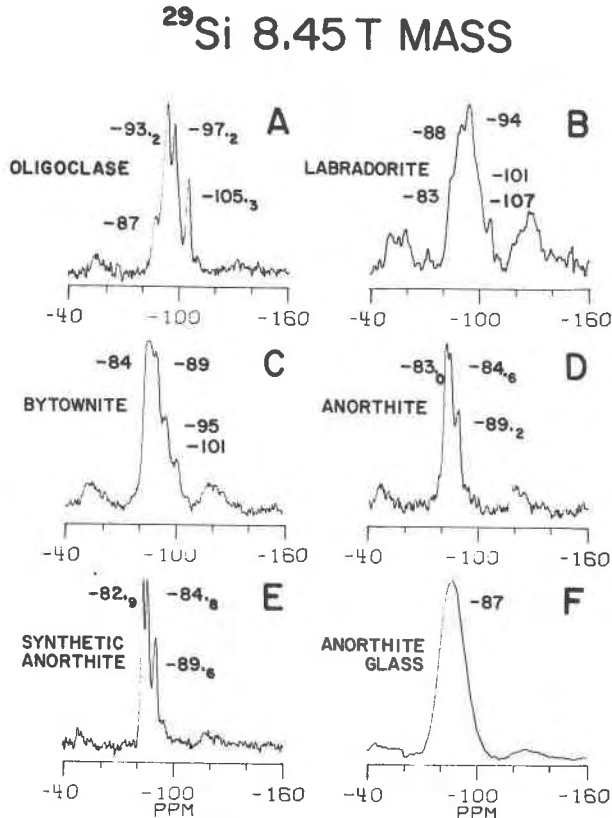 ²⁹Si 8.45 T MASS
A
-93.₂
-97.₂
OLIGOCLASE
-105.₃
-87
-40
-100
-160
B
-94
-88
LABRADORITE
-101
-83
-107
-40
-100
-160
C
-84
-89
BYTOWNITE
-95
-101
-40
-100
-160
D
-83.₀
-84.₆
ANORTHITE
-89.₂
-40
-100
-160
E
-82.₉
-84.₈
SYNTHETIC
ANORTHITE
-89.₆
-40
-100
-160
PPM
F
-87
ANORTHITE
GLASS
-40
-100
-160
PPM